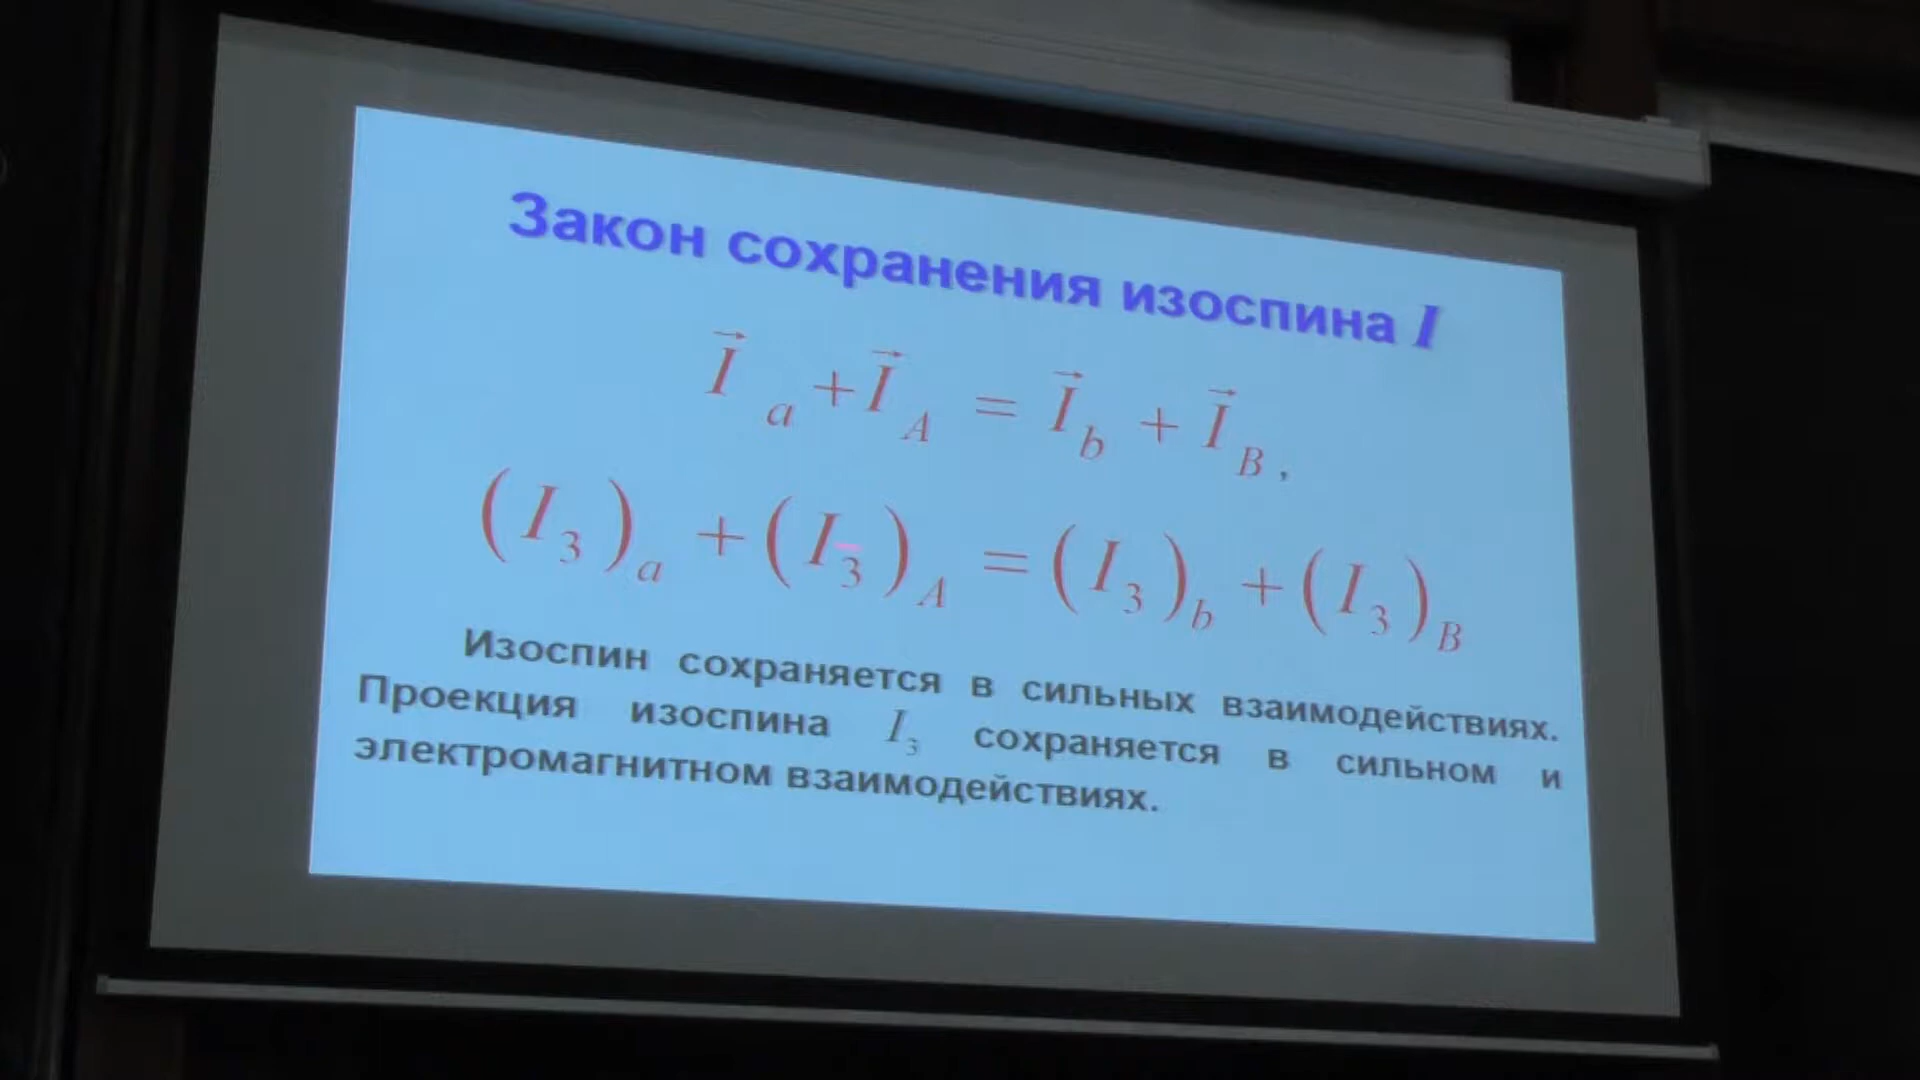 Закон сохранения изоспина I
I⃗ a + I⃗ A = I⃗ b + I⃗ B ,
(I₃)a + (I₃)A = (I₃)b + (I₃)B
Изоспин сохраняется в сильных взаимодействиях.
Проекция изоспина I₃ сохраняется в сильном и
электромагнитном взаимодействиях.